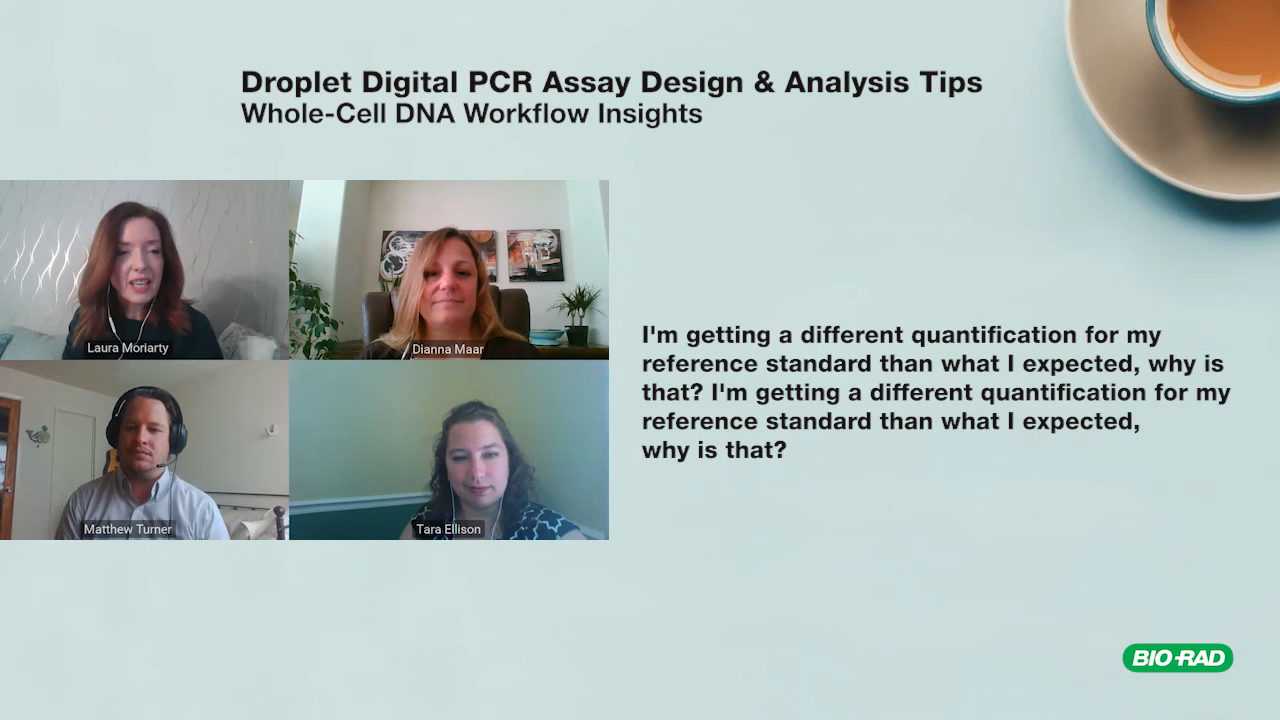 Droplet Digital PCR Assay Design & Analysis Tips
Whole-Cell DNA Workflow Insights
Laura Moriarty
Dianna Maar
Matthew Turner
Tara Ellison
I'm getting a different quantification for my
reference standard than what I expected, why is
that? I'm getting a different quantification for my
reference standard than what I expected,
why is that?
BIO-RAD